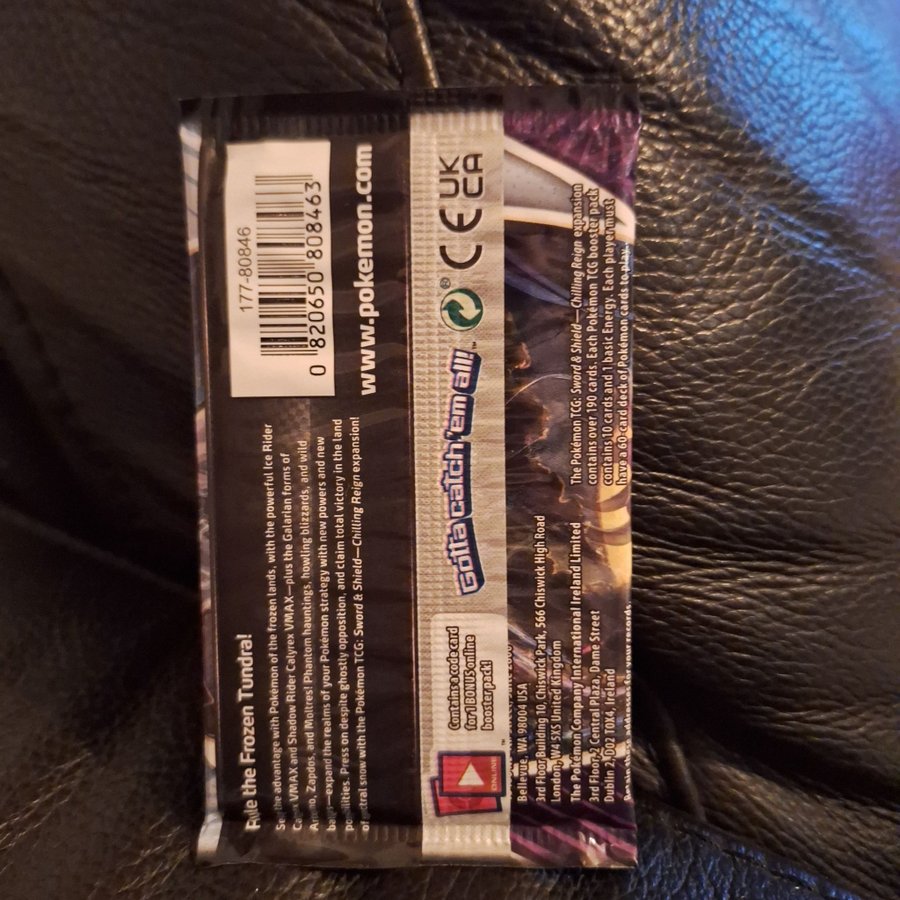 Rule the Frozen Tundra!
the advantage with Pokémon of the frozen lands, with the powerful Ice Rider
VMAX and Shadow Rider Calyrex VMAX—plus the Galarian forms of
Zapdos, and Moltres! Phantom hauntings, howling blizzards, and wild
—expand the realms of your Pokémon strategy with new powers and new
Press on despite ghostly opposition, and claim total victory in the land
of snow with the Pokémon TCG: Sword & Shield—Chilling Reign expansion!
177-80846
0 820650 808463
www.pokemon.com
ONLINE
™
Contains a code card
for 1 BONUS online
booster pack!
Gotta catch 'em all!™
®
CE
UK
CA
Bellevue, WA 98004 USA
3rd Floor, Building 10, Chiswick Park, 566 Chiswick High Road
London, W4 5XS United Kingdom
The Pokémon Company International Ireland Limited
3rd Floor, 2 Central Plaza, Dame Street
Dublin 2, D02 T0X4, Ireland
The Pokémon TCG: Sword & Shield—Chilling Reign expansion
contains over 190 cards. Each Pokémon TCG booster pack
contains 10 cards and 1 basic Energy. Each player must
have a 60-card deck of Pokémon cards to play.